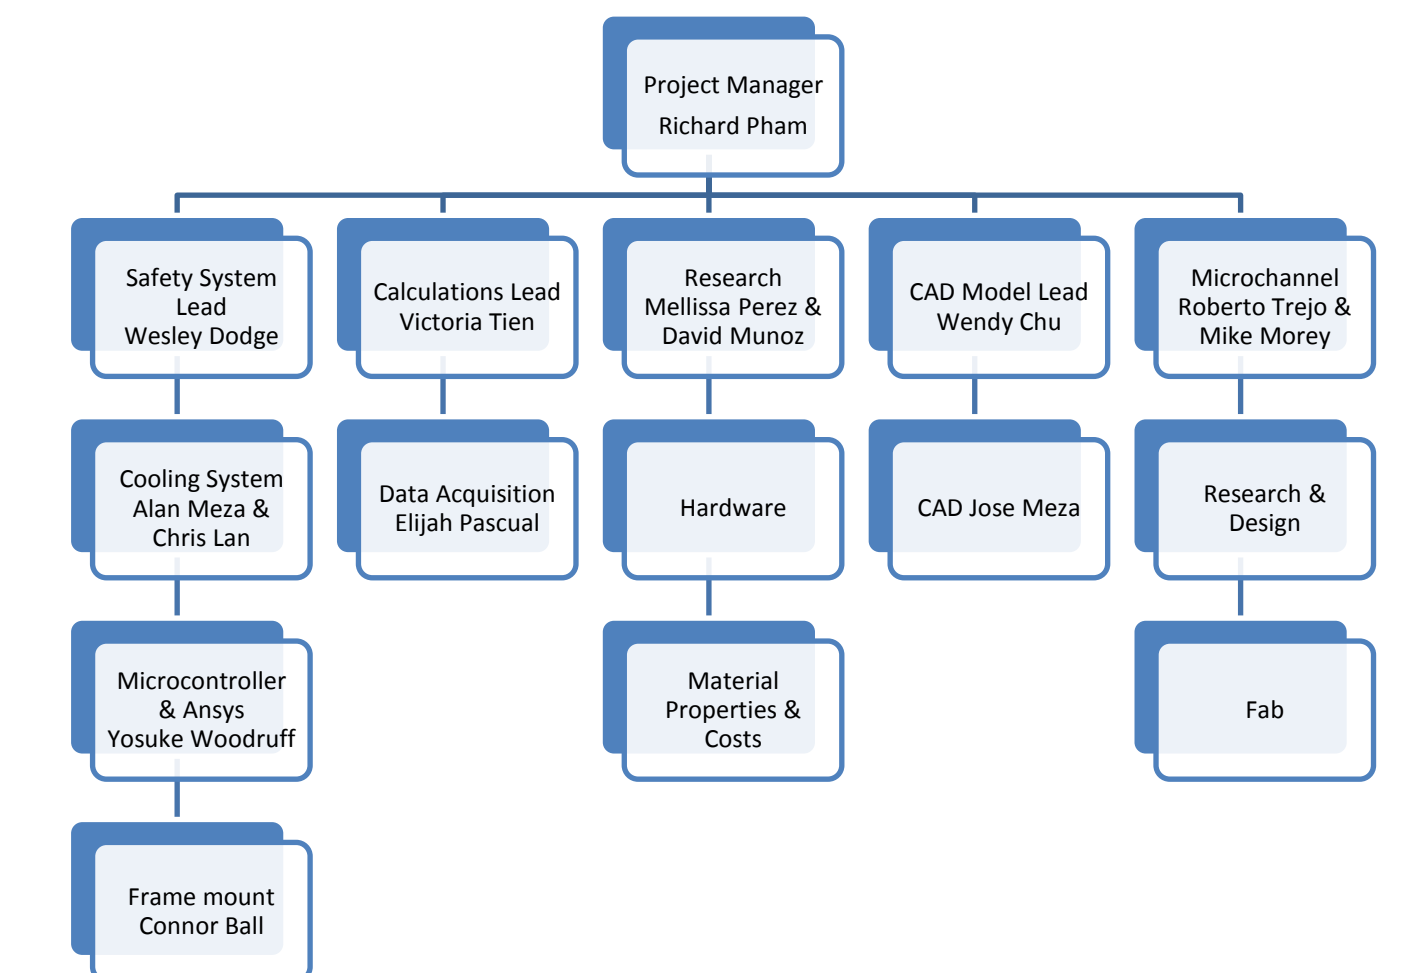 Project Manager
Richard Pham
Safety System
Lead
Wesley Dodge
Calculations Lead
Victoria Tien
Research
Mellissa Perez &
David Munoz
CAD Model Lead
Wendy Chu
Microchannel
Roberto Trejo &
Mike Morey
Cooling System
Alan Meza &
Chris Lan
Data Acquisition
Elijah Pascual
Hardware
CAD Jose Meza
Research &
Design
Microcontroller
& Ansys
Yosuke Woodruff
Material
Properties &
Costs
Fab
Frame mount
Connor Ball